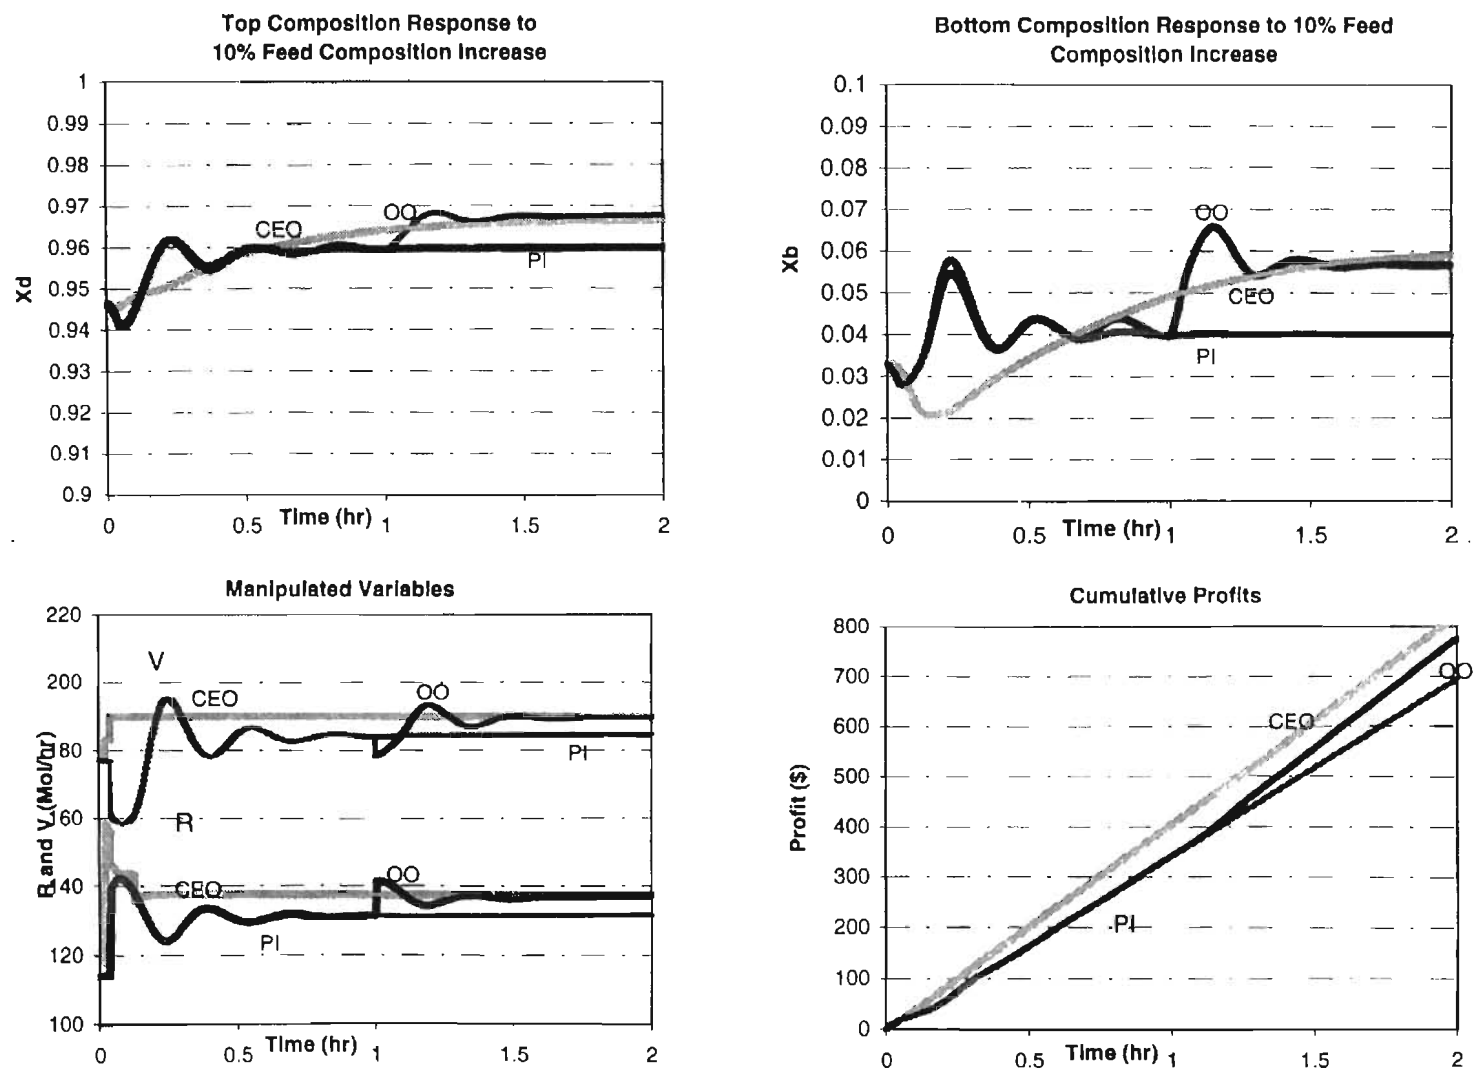 Top Composition Response to
10% Feed Composition Increase
1
0.99
0.98
0.97
0.96
0.95
0.94
0.93
0.92
0.91
0.9
Xd
CEO
OO
PI
0
0.5
Time (hr)
1
1.5
2
Bottom Composition Response to 10% Feed
Composition Increase
0.1
0.09
0.08
0.07
0.06
0.05
0.04
0.03
0.02
0.01
0
Xb
OO
CEO
PI
0
0.5
Time (hr)
1
1.5
2
Manipulated Variables
220
200
180
160
140
120
100
R and V (Mol/hr)
V
CEO
OO
PI
R
CEO
OO
PI
0
0.5
Time (hr)
1
1.5
2
Cumulative Profits
800
700
600
500
400
300
200
100
0
Profit ($)
OO
CEO
PI
0
0.5
Time (hr)
1
1.5
2